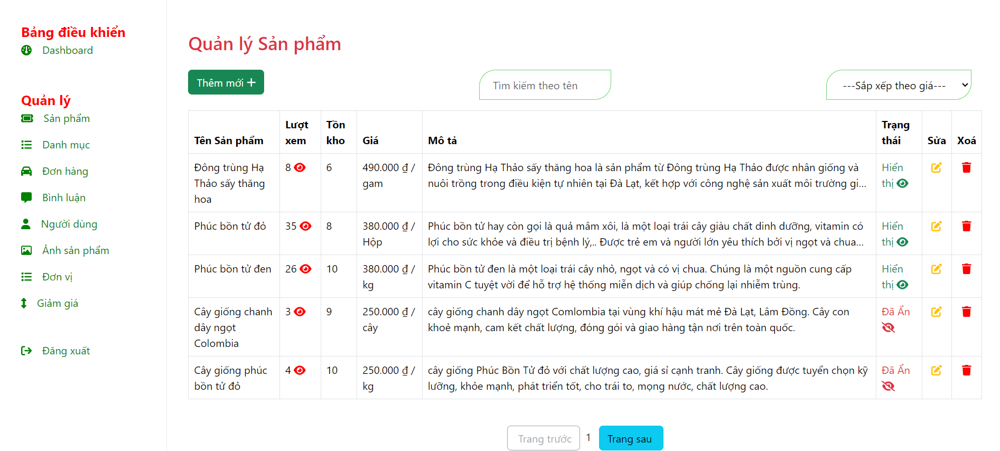 Bảng điều khiển
Dashboard
Quản lý
Sản phẩm
Danh mục
Đơn hàng
Bình luận
Người dùng
Ảnh sản phẩm
Đơn vị
Giảm giá
Đăng xuất
Quản lý Sản phẩm
Thêm mới
Tìm kiếm theo tên
---Sắp xếp theo giá---
Tên Sản phẩm
Lượt
xem
Tồn
kho
Giá
Mô tả
Trạng
thái
Sửa
Xoá
Đông trùng Hạ
Thảo sấy thăng
hoa
8
6
490.000 ₫ /
gam
Đông trùng Hạ Thảo sấy thăng hoa là sản phẩm từ Đông trùng Hạ Thảo được nhân giống và
nuôi trồng trong điều kiện tự nhiên tại Đà Lạt, kết hợp với công nghệ sản xuất môi trường gi...
Hiển
thị
Phúc bồn tử đỏ
35
8
380.000 ₫ /
Hộp
Phúc bồn tử hay còn gọi là quả mâm xôi, là một loại trái cây giàu chất dinh dưỡng, vitamin có
lợi cho sức khỏe và điều trị bệnh lý,.. Được trẻ em và người lớn yêu thích bởi vị ngọt và chua...
Hiển
thị
Phúc bồn tử đen
26
10
380.000 ₫ /
kg
Phúc bồn tử đen là một loại trái cây nhỏ, ngọt và có vị chua. Chúng là một nguồn cung cấp
vitamin C tuyệt vời để hỗ trợ hệ thống miễn dịch và giúp chống lại nhiễm trùng.
Hiển
thị
Cây giống chanh
dây ngọt
Colombia
3
9
250.000 ₫ /
cây
cây giống chanh dây ngọt Comlombia tại vùng khí hậu mát mẻ Đà Lạt, Lâm Đồng. Cây con
khoẻ mạnh, cam kết chất lượng, đóng gói và giao hàng tận nơi trên toàn quốc.
Đã Ẩn
Cây giống phúc
bồn tử đỏ
4
10
250.000 ₫ /
kg
cây giống Phúc Bồn Tử đỏ với chất lượng cao, giá sỉ cạnh tranh. Cây giống được tuyển chọn kỹ
lưỡng, khỏe mạnh, phát triển tốt, cho trái to, mọng nước, chất lượng cao.
Đã Ẩn
Trang trước
1
Trang sau